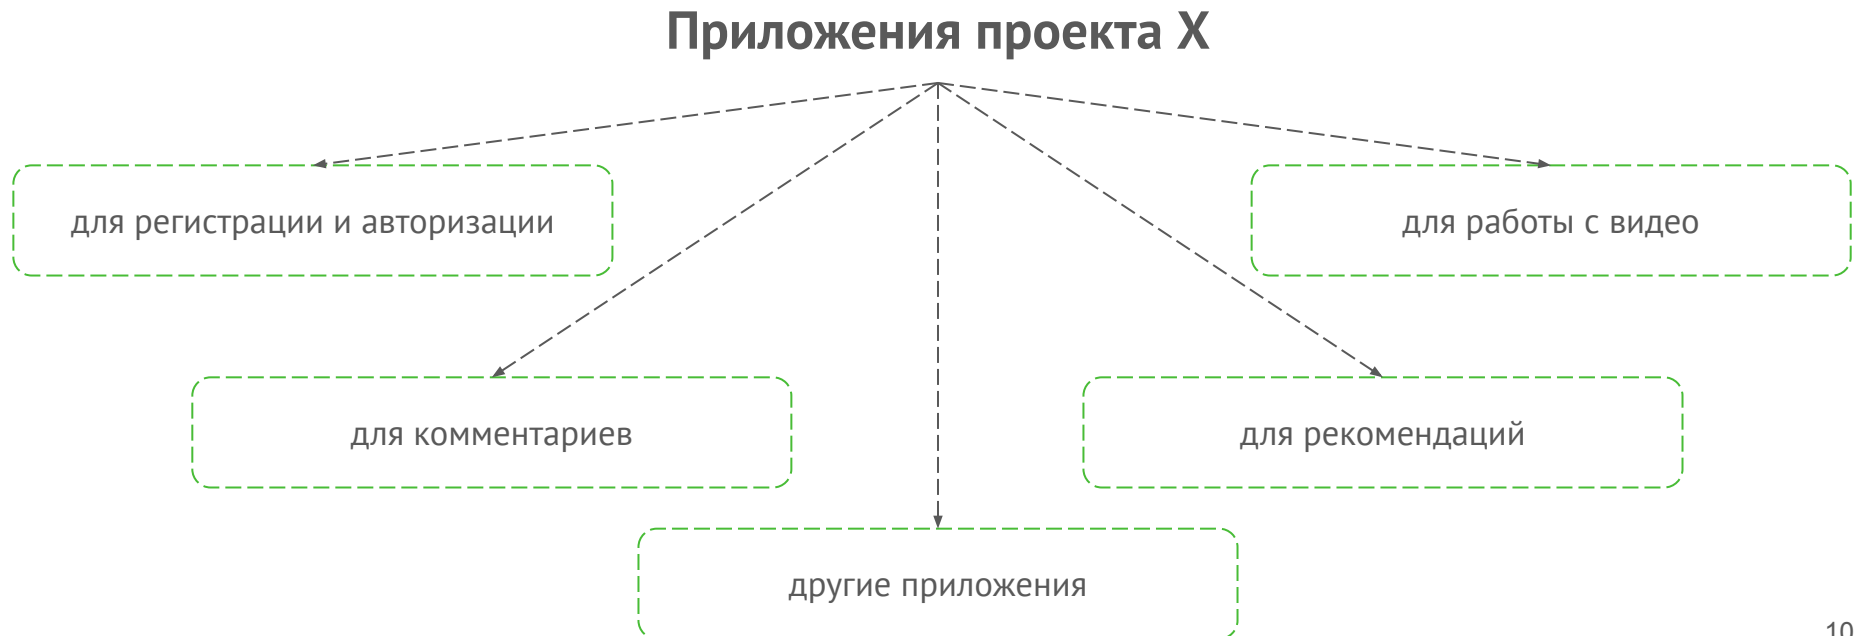 Приложения проекта X
для регистрации и авторизации
для работы с видео
для комментариев
для рекомендаций
другие приложения
10